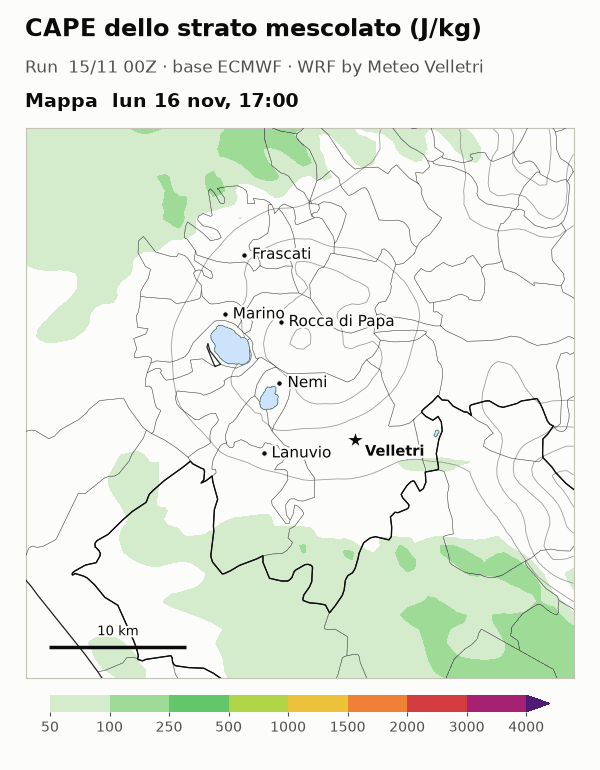 CAPE dello strato mescolato (J/kg)
Run  15/11 00Z · base ECMWF · WRF by Meteo Velletri
Mappa  lun 16 nov, 17:00
Frascati
Marino
Rocca di Papa
Nemi
Velletri
Lanuvio
10 km
50 100 250 500 1000 1500 2000 3000 4000